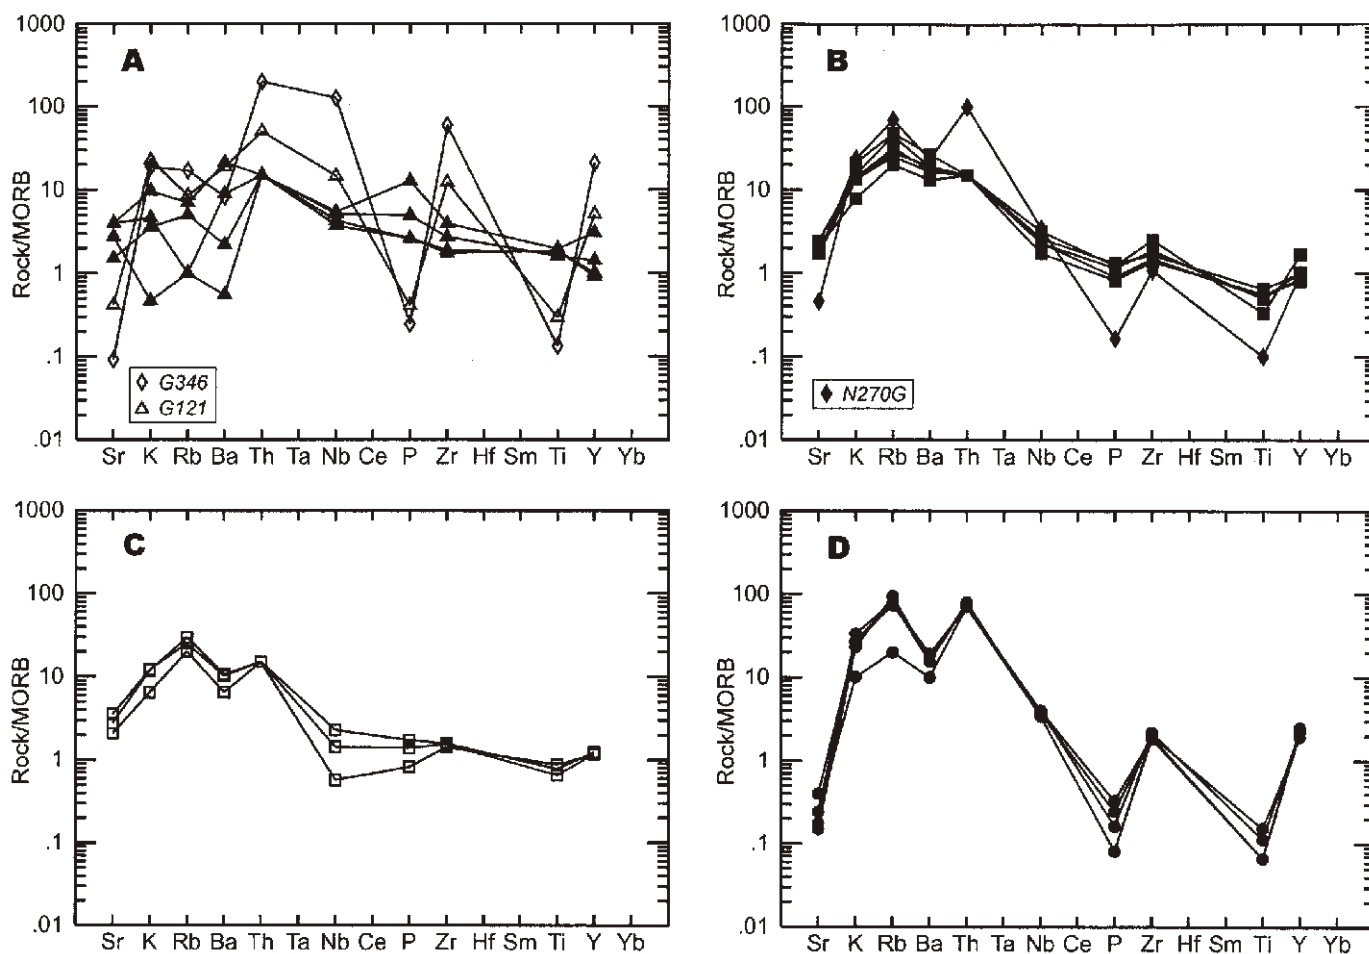 1000
100
10
1
.1
.01
Rock/MORB
A
G346
G121
Sr K Rb Ba Th Ta Nb Ce P Zr Hf Sm Ti Y Yb
1000
100
10
1
.1
.01
Rock/MORB
B
N270G
Sr K Rb Ba Th Ta Nb Ce P Zr Hf Sm Ti Y Yb
1000
100
10
1
.1
.01
Rock/MORB
C
Sr K Rb Ba Th Ta Nb Ce P Zr Hf Sm Ti Y Yb
1000
100
10
1
.1
.01
Rock/MORB
D
Sr K Rb Ba Th Ta Nb Ce P Zr Hf Sm Ti Y Yb